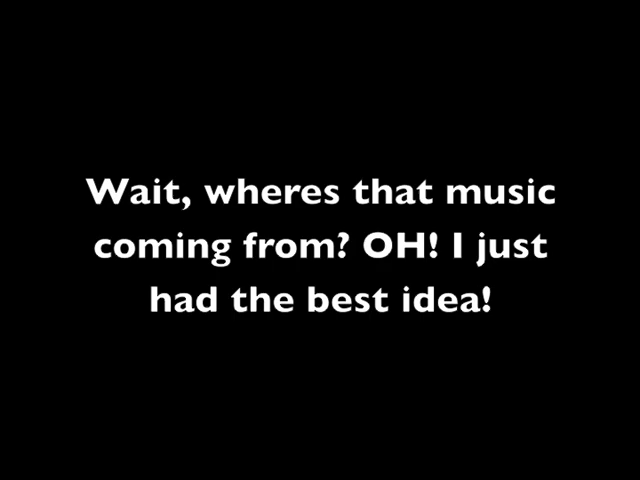 Wait, wheres that music
coming from? OH! I just
had the best idea!